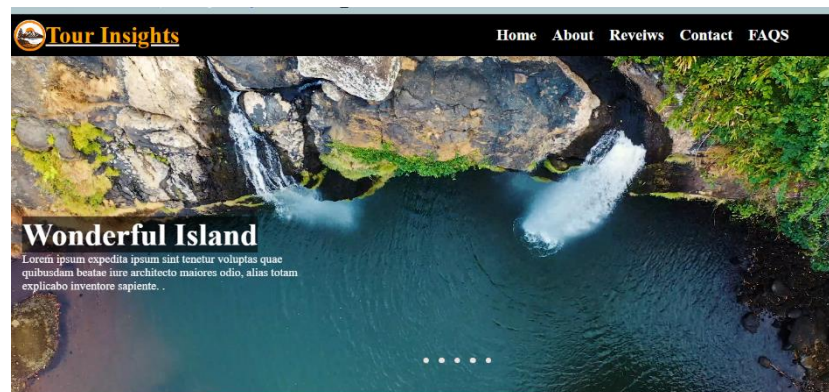 Tour Insights
Home About Reveiws Contact FAQS
Wonderful Island
Lorem ipsum expedita ipsum sint tenetur voluptas quae
quibusdam beatae iure architecto maiores odio, alias totam
explicabo inventore sapiente. .